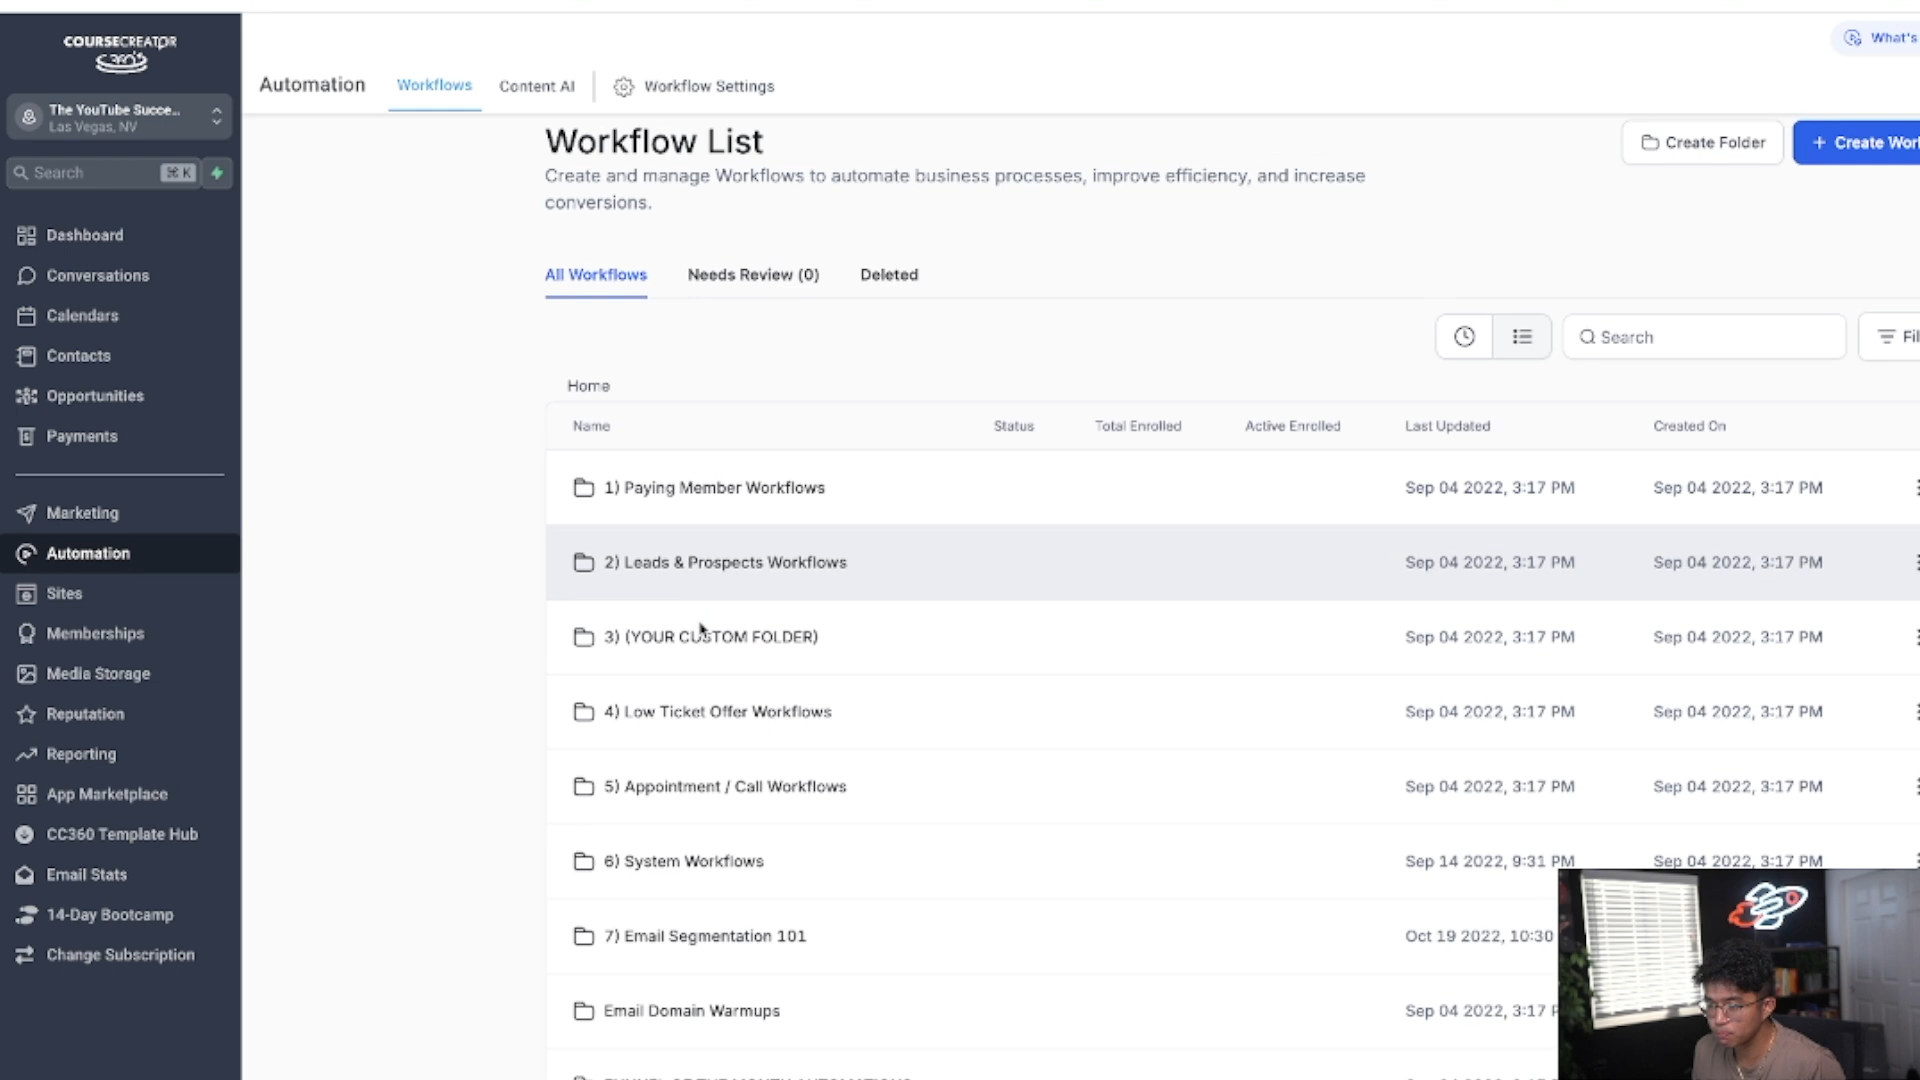 COURSECREATOR
360
The YouTube Succe...
Las Vegas, NV
Search ⌘ K
Dashboard
Conversations
Calendars
Contacts
Opportunities
Payments
Marketing
Automation
Sites
Memberships
Media Storage
Reputation
Reporting
App Marketplace
CC360 Template Hub
Email Stats
14-Day Bootcamp
Change Subscription
What's
Automation Workflows Content AI Workflow Settings
Workflow List
Create Folder + Create Worl
Create and manage Workflows to automate business processes, improve efficiency, and increase
conversions.
All Workflows Needs Review (0) Deleted
Search Fil
Home
Name Status Total Enrolled Active Enrolled Last Updated Created On
1) Paying Member Workflows Sep 04 2022, 3:17 PM Sep 04 2022, 3:17 PM
2) Leads & Prospects Workflows Sep 04 2022, 3:17 PM Sep 04 2022, 3:17 PM
3) (YOUR CUSTOM FOLDER) Sep 04 2022, 3:17 PM Sep 04 2022, 3:17 PM
4) Low Ticket Offer Workflows Sep 04 2022, 3:17 PM Sep 04 2022, 3:17 PM
5) Appointment / Call Workflows Sep 04 2022, 3:17 PM Sep 04 2022, 3:17 PM
6) System Workflows Sep 14 2022, 9:31 PM Sep 04 2022, 3:17 PM
7) Email Segmentation 101 Oct 19 2022, 10:30
Email Domain Warmups Sep 04 2022, 3:17 P